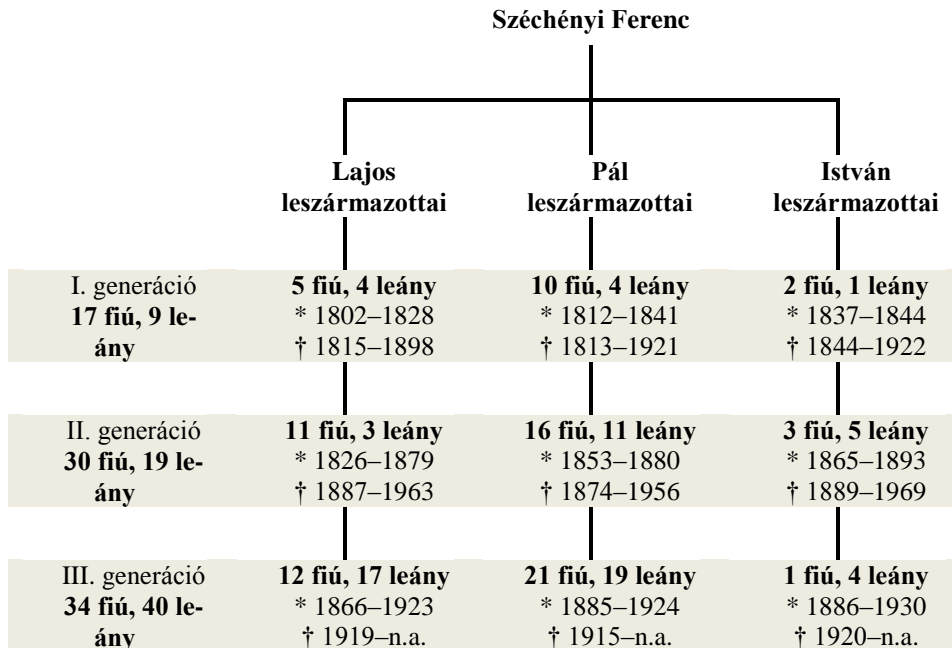 Széchényi Ferenc
Lajos
leszármazottai
Pál
leszármazottai
István
leszármazottai
I. generáció
17 fiú, 9 le-
ány
5 fiú, 4 leány
* 1802–1828
† 1815–1898
10 fiú, 4 leány
* 1812–1841
† 1813–1921
2 fiú, 1 leány
* 1837–1844
† 1844–1922
II. generáció
30 fiú, 19 le-
ány
11 fiú, 3 leány
* 1826–1879
† 1887–1963
16 fiú, 11 leány
* 1853–1880
† 1874–1956
3 fiú, 5 leány
* 1865–1893
† 1889–1969
III. generáció
34 fiú, 40 le-
ány
12 fiú, 17 leány
* 1866–1923
† 1919–n.a.
21 fiú, 19 leány
* 1885–1924
† 1915–n.a.
1 fiú, 4 leány
* 1886–1930
† 1920–n.a.